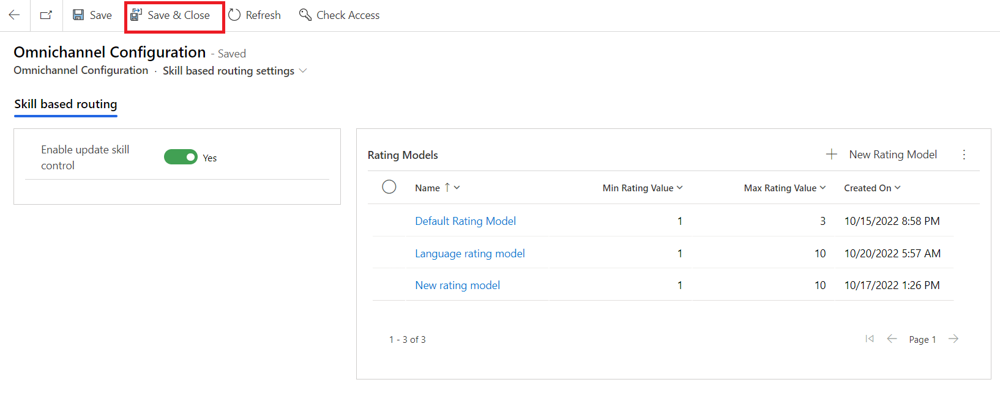 Save Save & Close Refresh Check Access
Omnichannel Configuration - Saved
Omnichannel Configuration · Skill based routing settings
Skill based routing
Enable update skill
control
Yes
Rating Models
New Rating Model
Name ↑ Min Rating Value Max Rating Value Created On
Default Rating Model 1 3 10/15/2022 8:58 PM
Language rating model 1 10 10/20/2022 5:57 AM
New rating model 1 10 10/17/2022 1:26 PM
1 - 3 of 3
Page 1